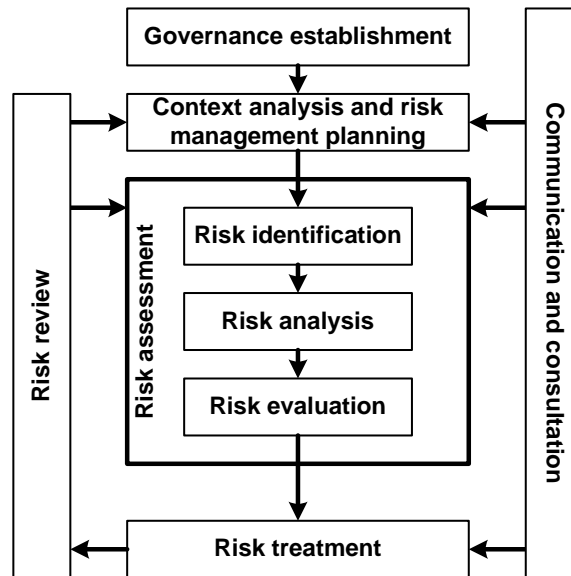 Governance establishment
Context analysis and risk
management planning
Risk assessment
Risk identification
Risk analysis
Risk evaluation
Risk treatment
Risk review
Communication and consultation